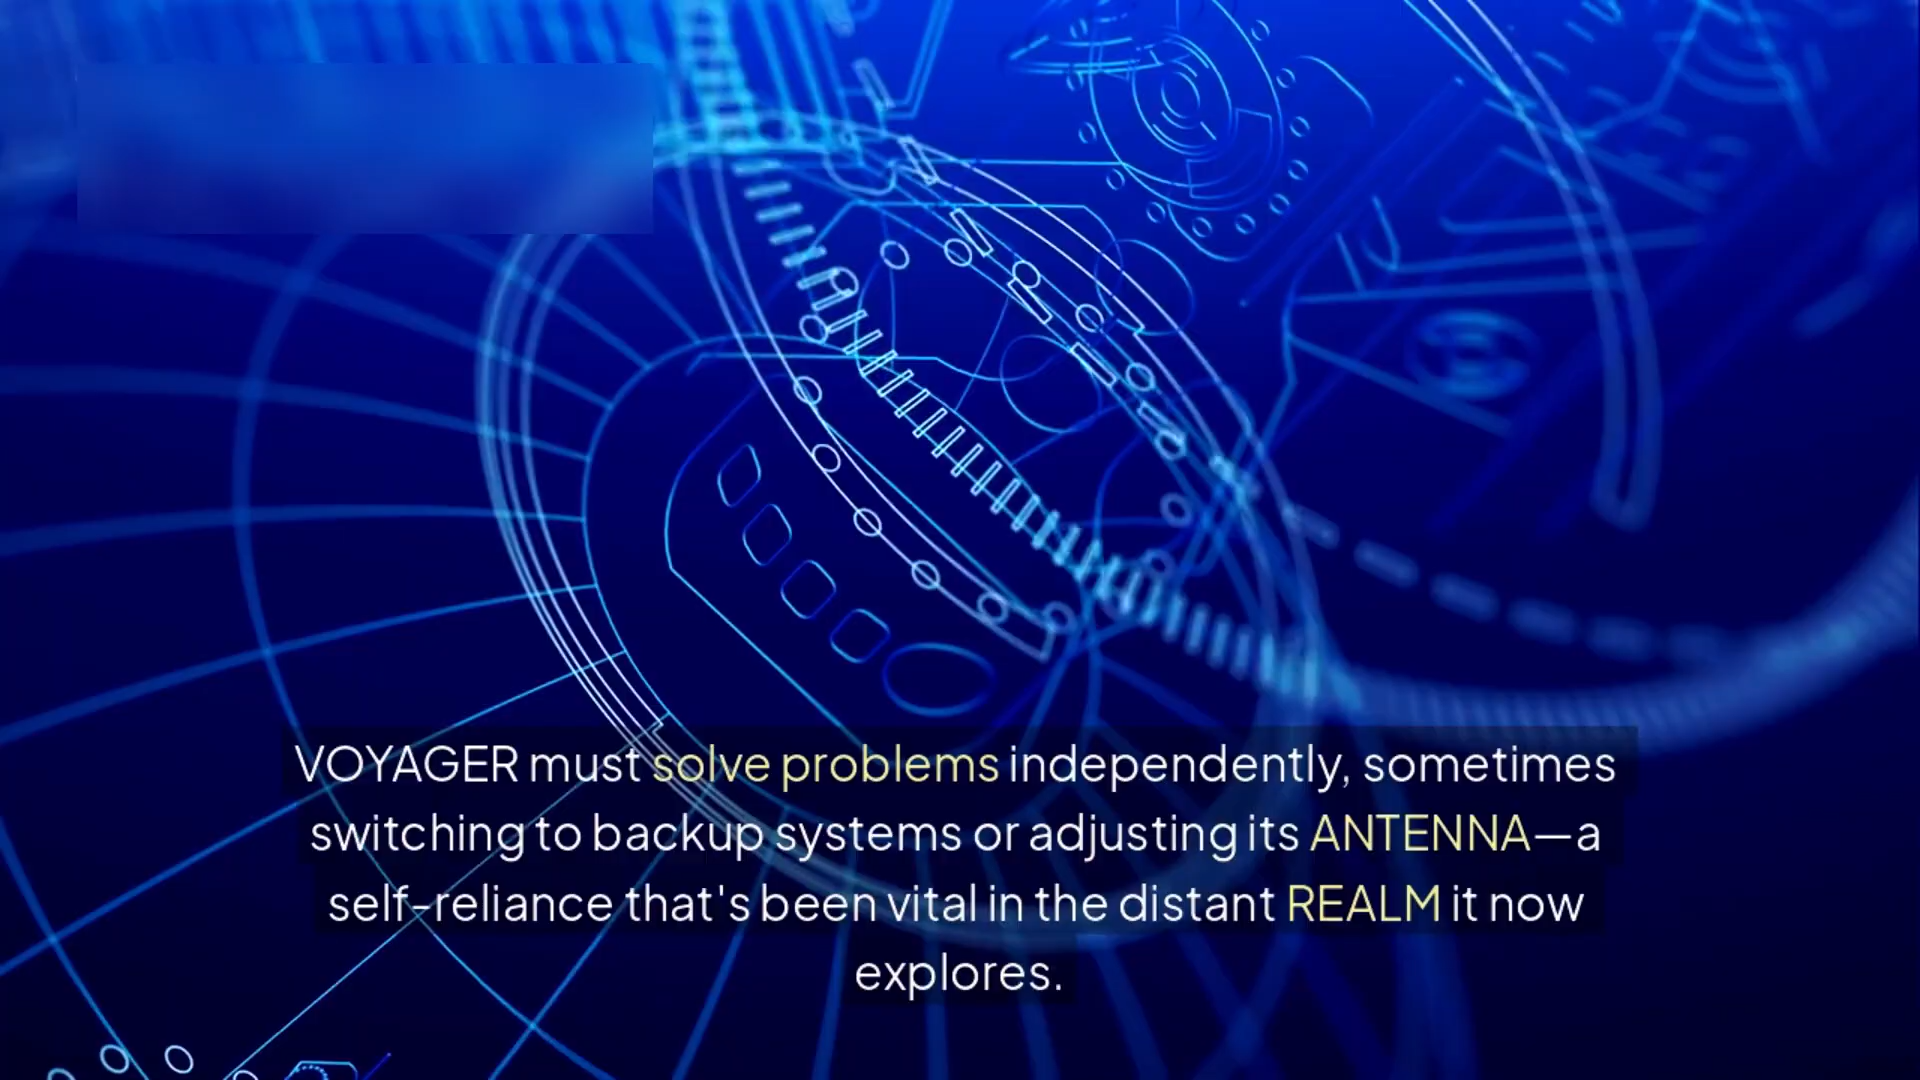 VOYAGER must solve problems independently, sometimes
switching to backup systems or adjusting its ANTENNA—a
self-reliance that's been vital in the distant REALM it now
explores.